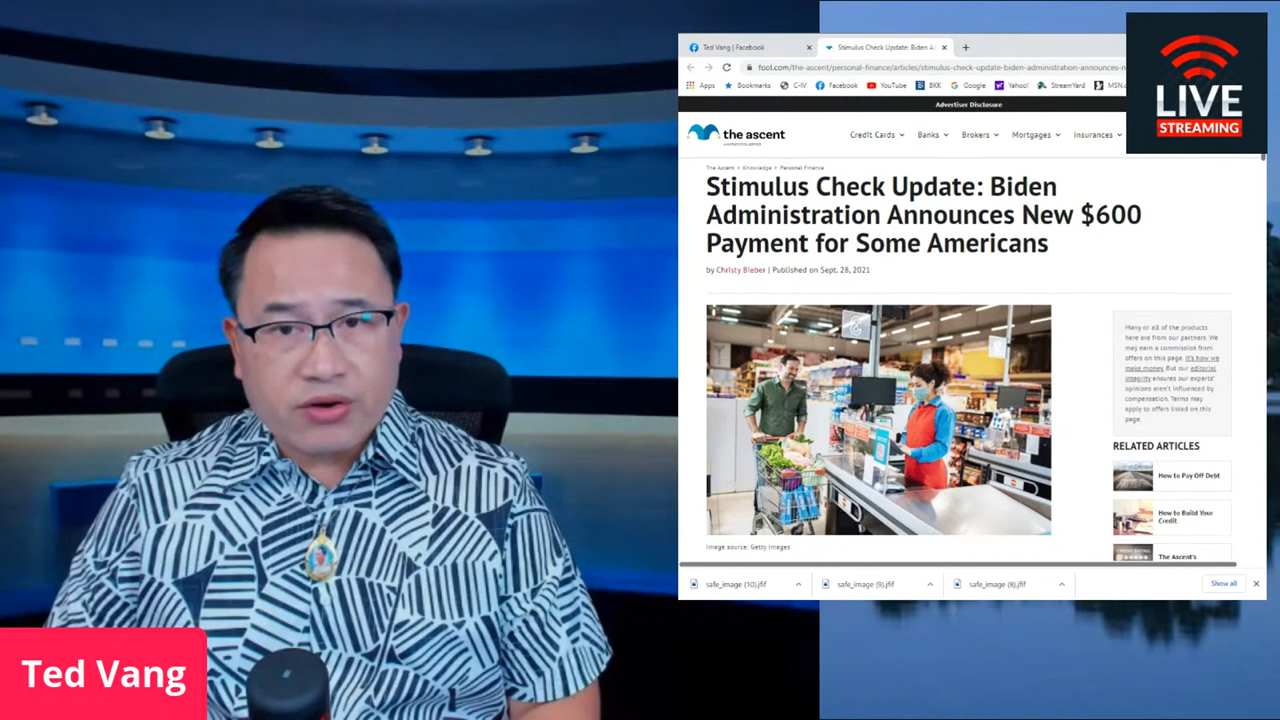 Ted Vang | Facebook
Stimulus Check Update: Biden A
fool.com/the-ascent/personal-finance/articles/stimulus-check-update-biden-administration-announces-n
Apps
Bookmarks
C-IV
Facebook
YouTube
BKK
Google
Yahoo!
StreamYard
MSN.
LIVE
STREAMING
Advertiser Disclosure
the ascent
Credit Cards
Banks
Brokers
Mortgages
Insurances
The Ascent > Knowledge > Personal Finance
Stimulus Check Update: Biden
Administration Announces New $600
Payment for Some Americans
by Christy Bieber | Published on Sept. 28, 2021
Many or all of the products
here are from our partners. We
may earn a commission from
offers on this page. It's how we
make money. But our editorial
integrity ensures our experts'
opinions aren't influenced by
compensation. Terms may
apply to offers listed on this
page.
RELATED ARTICLES
How to Pay Off Debt
How to Build Your
Credit
The Ascent's
Image source: Getty Images
safe_image (10).jfif
safe_image (9).jfif
safe_image (8).jfif
Show all
Ted Vang